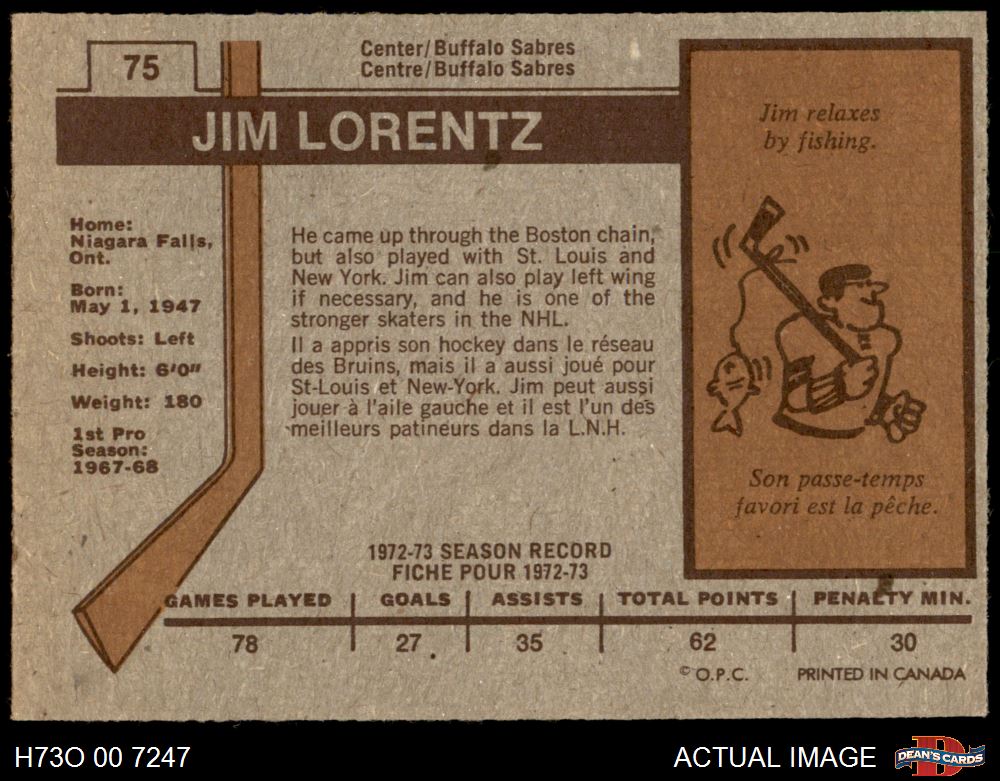 75
Center/Buffalo Sabres
Centre/Buffalo Sabres
JIM LORENTZ
Home:
Niagara Falls,
Ont.
Born:
May 1, 1947
Shoots: Left
Height: 6'0"
Weight: 180
1st Pro
Season:
1967-68
He came up through the Boston chain,
but also played with St. Louis and
New York. Jim can also play left wing
if necessary, and he is one of the
stronger skaters in the NHL.
Il a appris son hockey dans le réseau
des Bruins, mais il a aussi joué pour
St-Louis et New-York. Jim peut aussi
jouer à l'aile gauche et il est l'un des
meilleurs patineurs dans la L.N.H.
Jim relaxes
by fishing.
Son passe-temps
favori est la pêche.
1972-73 SEASON RECORD
FICHE POUR 1972-73
GAMES PLAYED GOALS ASSISTS TOTAL POINTS PENALTY MIN.
78 27 35 62 30
© O.P.C. PRINTED IN CANADA
H73O 00 7247
ACTUAL IMAGE
D
DEAN'S CARDS